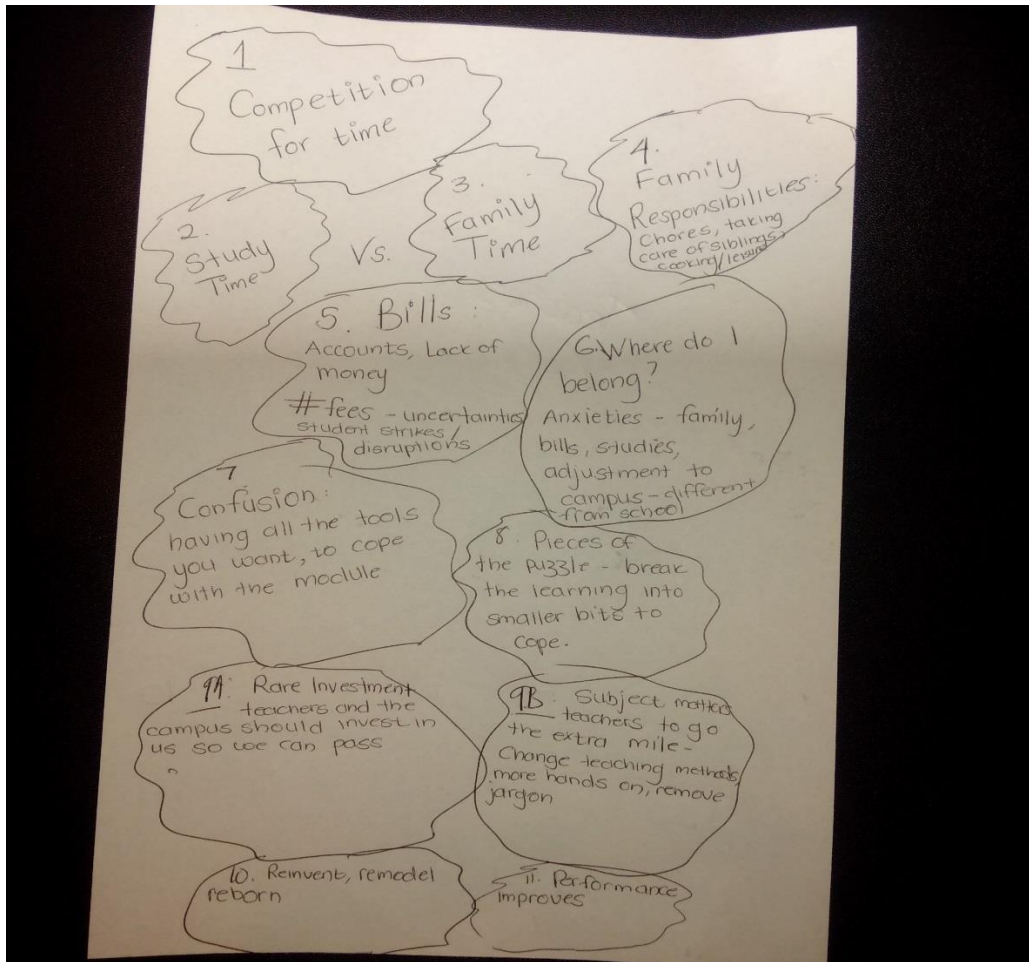 1
Competition
for time
2.
Study
Time
Vs.
3.
Family
Time
4.
Family
Responsibilities:
Chores, taking
care of siblings,
cooking/leisure
5. Bills :
Accounts, Lack of
money
#fees - uncertainties
student strikes/
disruptions
6. Where do I
belong?
Anxieties - family,
bills, studies,
adjustment to
campus - different
from school
7
Confusion :
having all the tools
you want, to cope
with the module
8. Pieces of
the puzzle - break
the learning into
smaller bits to
cope.
9A: Rare Investment
teachers and the
campus should invest in
us so we can pass
9B. Subject
teachers to go
the extra mile -
Change teaching methods,
more hands on, remove
jargon
10. Reinvent, remodel
reborn
11. Performance
improves